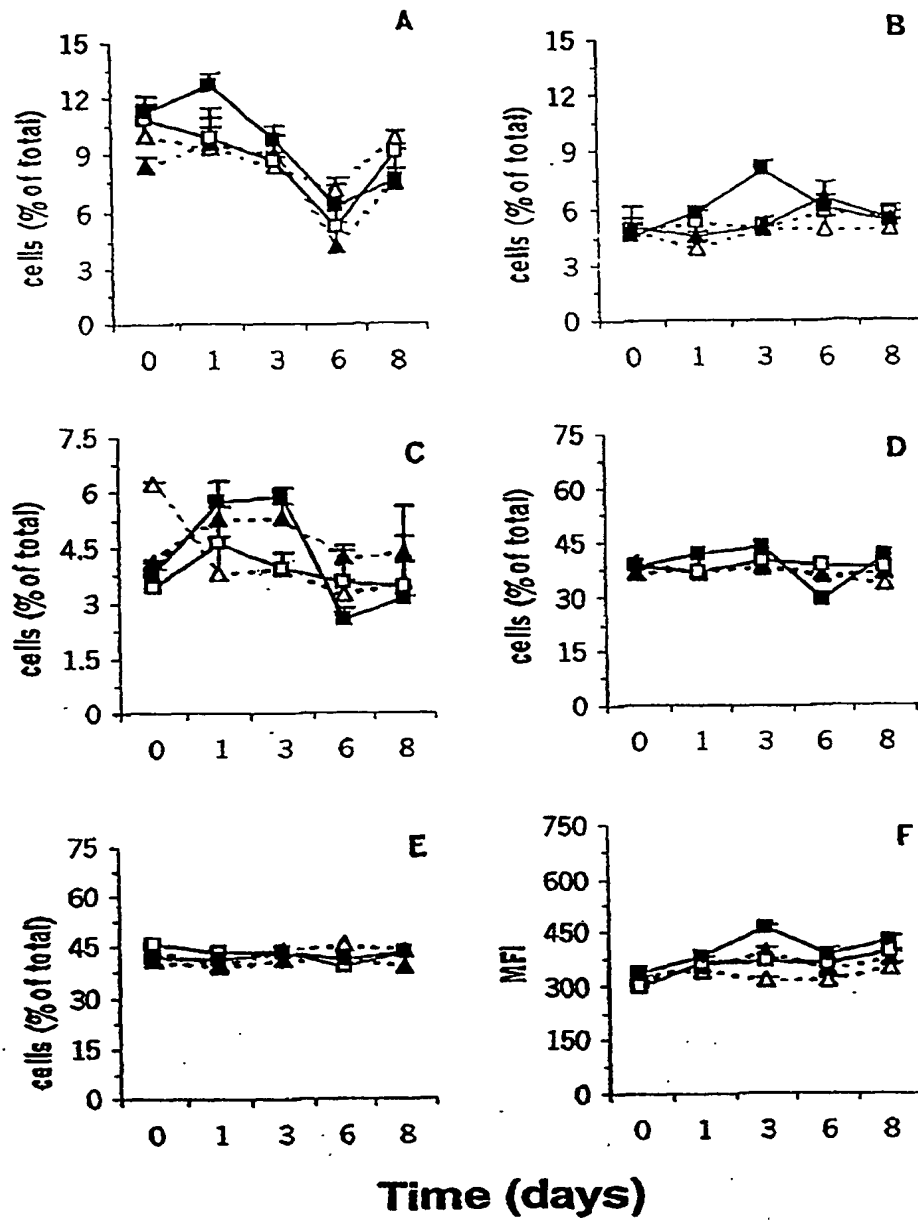 A
15
12
9
6
3
0
cells (% of total)
0 1 3 6 8
B
15
12
9
6
3
0
cells (% of total)
0 1 3 6 8
C
7.5
6
4.5
3
1.5
0
cells (% of total)
0 1 3 6 8
D
75
60
45
30
15
0
cells (% of total)
0 1 3 6 8
E
75
60
45
30
15
0
cells (% of total)
0 1 3 6 8
F
750
600
450
300
150
0
MFI
0 1 3 6 8
Time (days)